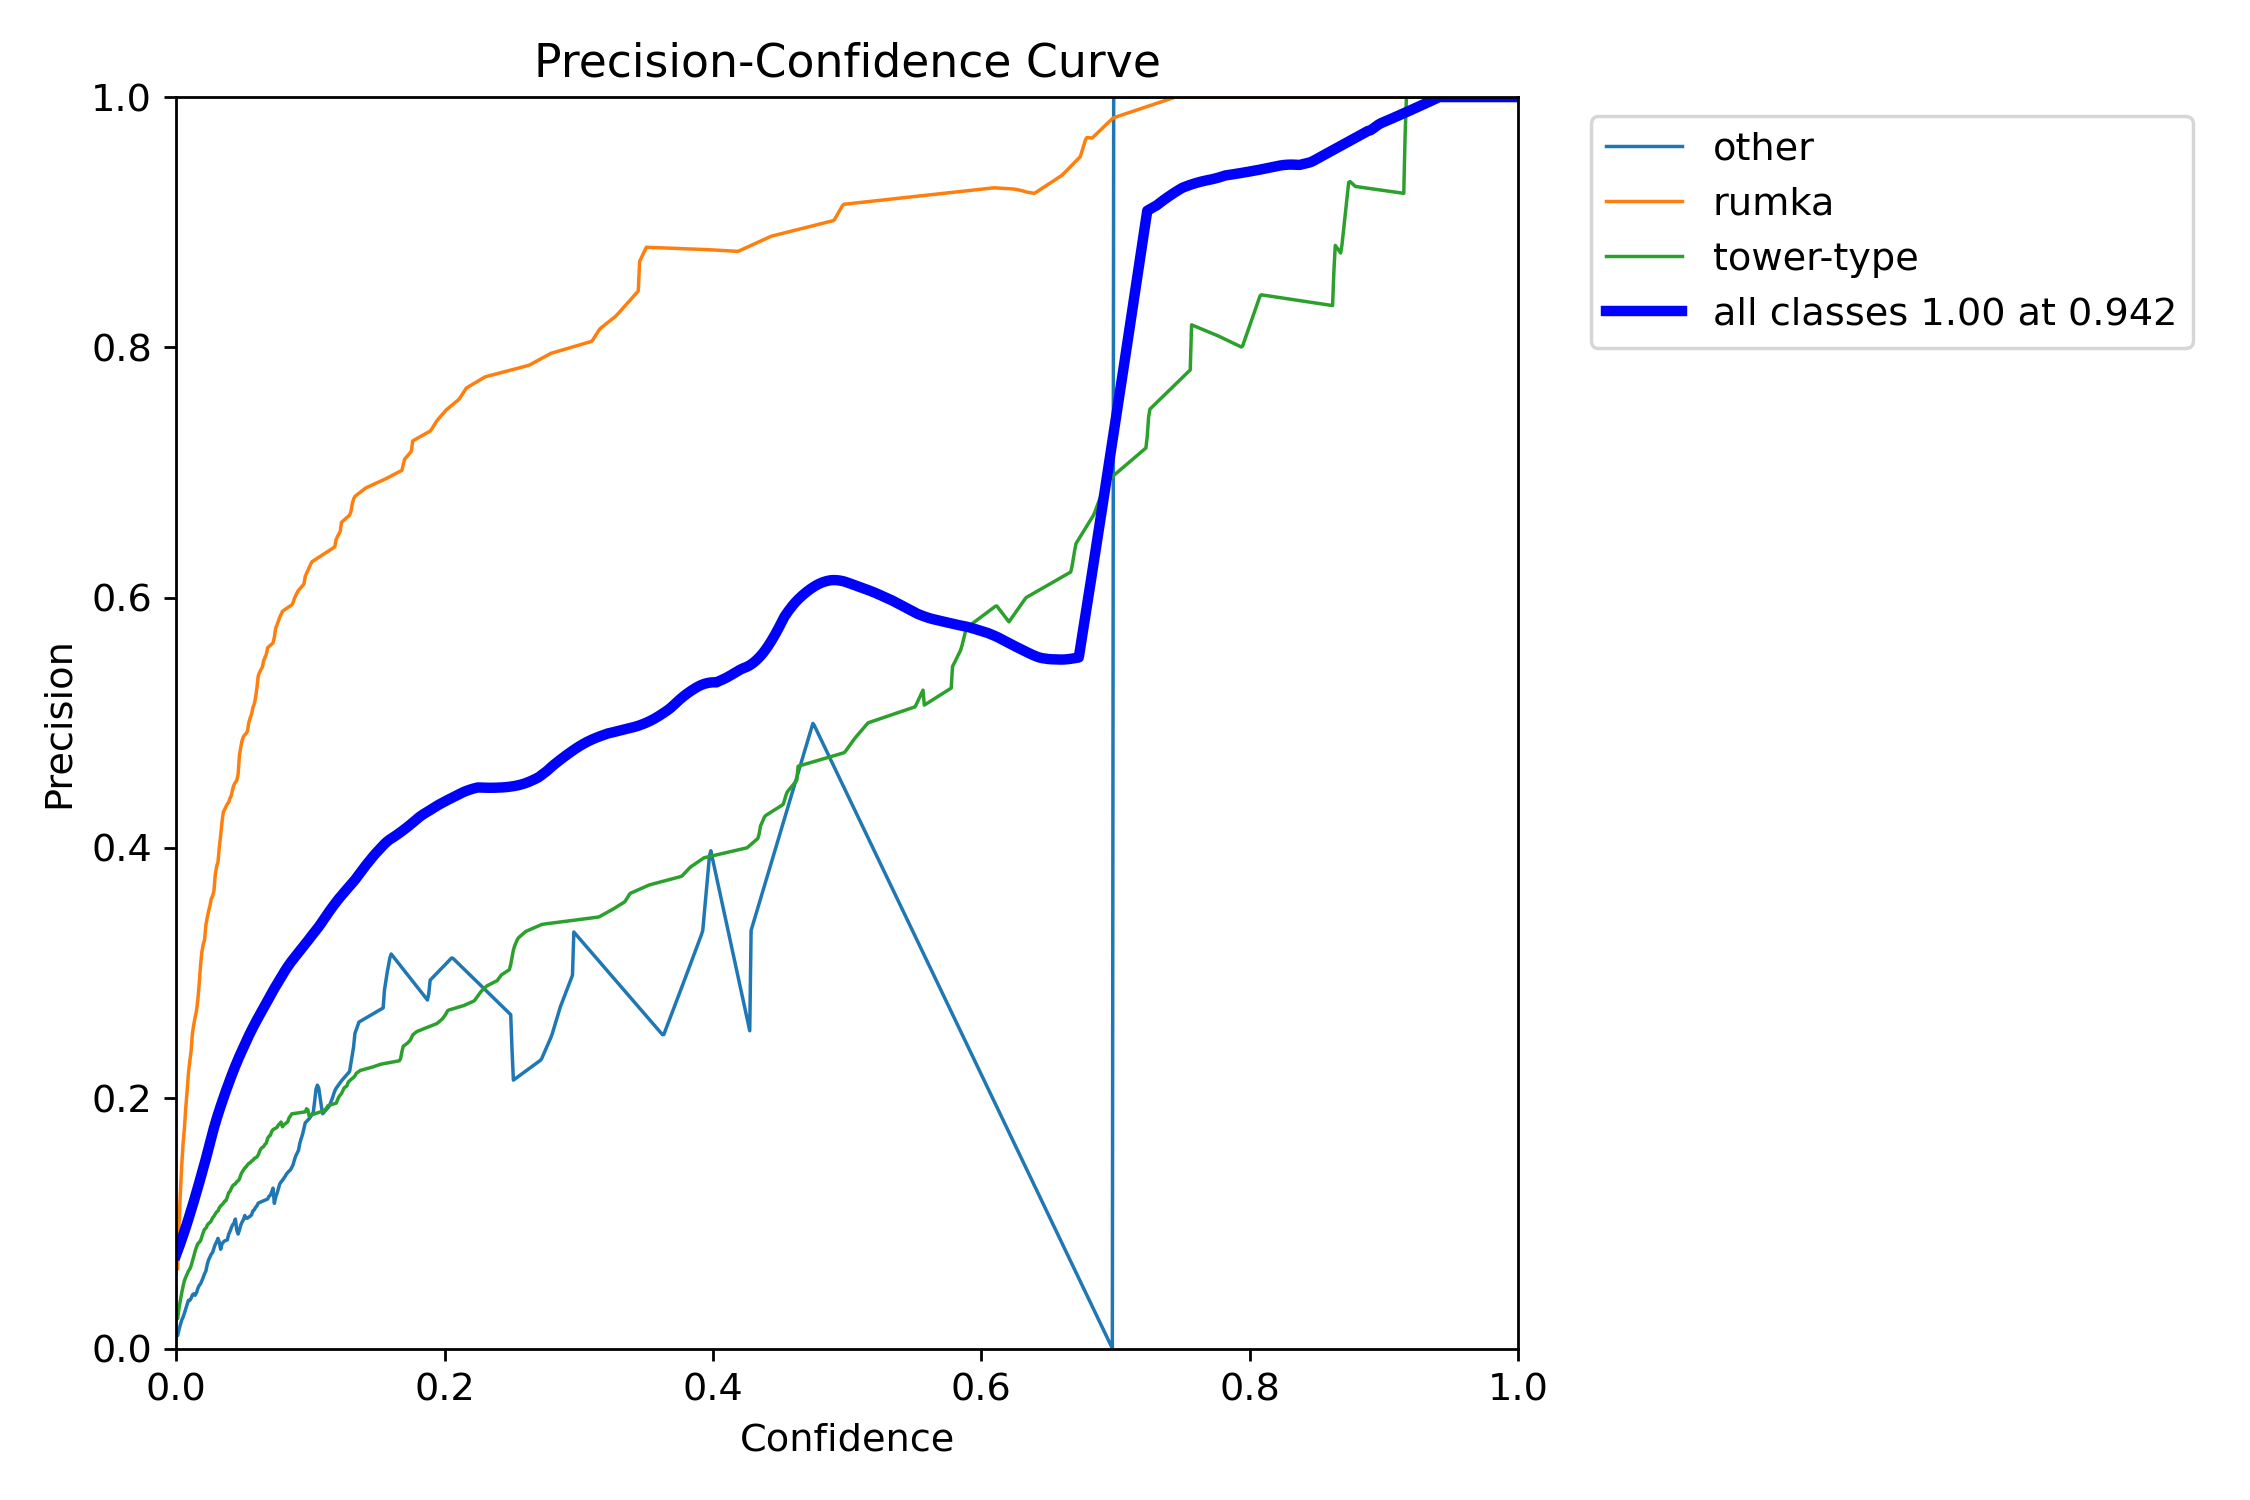 Precision-Confidence Curve
1.0
0.8
0.6
0.4
0.2
0.0
Precision
0.0 0.2 0.4 0.6 0.8 1.0
Confidence
other
rumka
tower-type
all classes 1.00 at 0.942